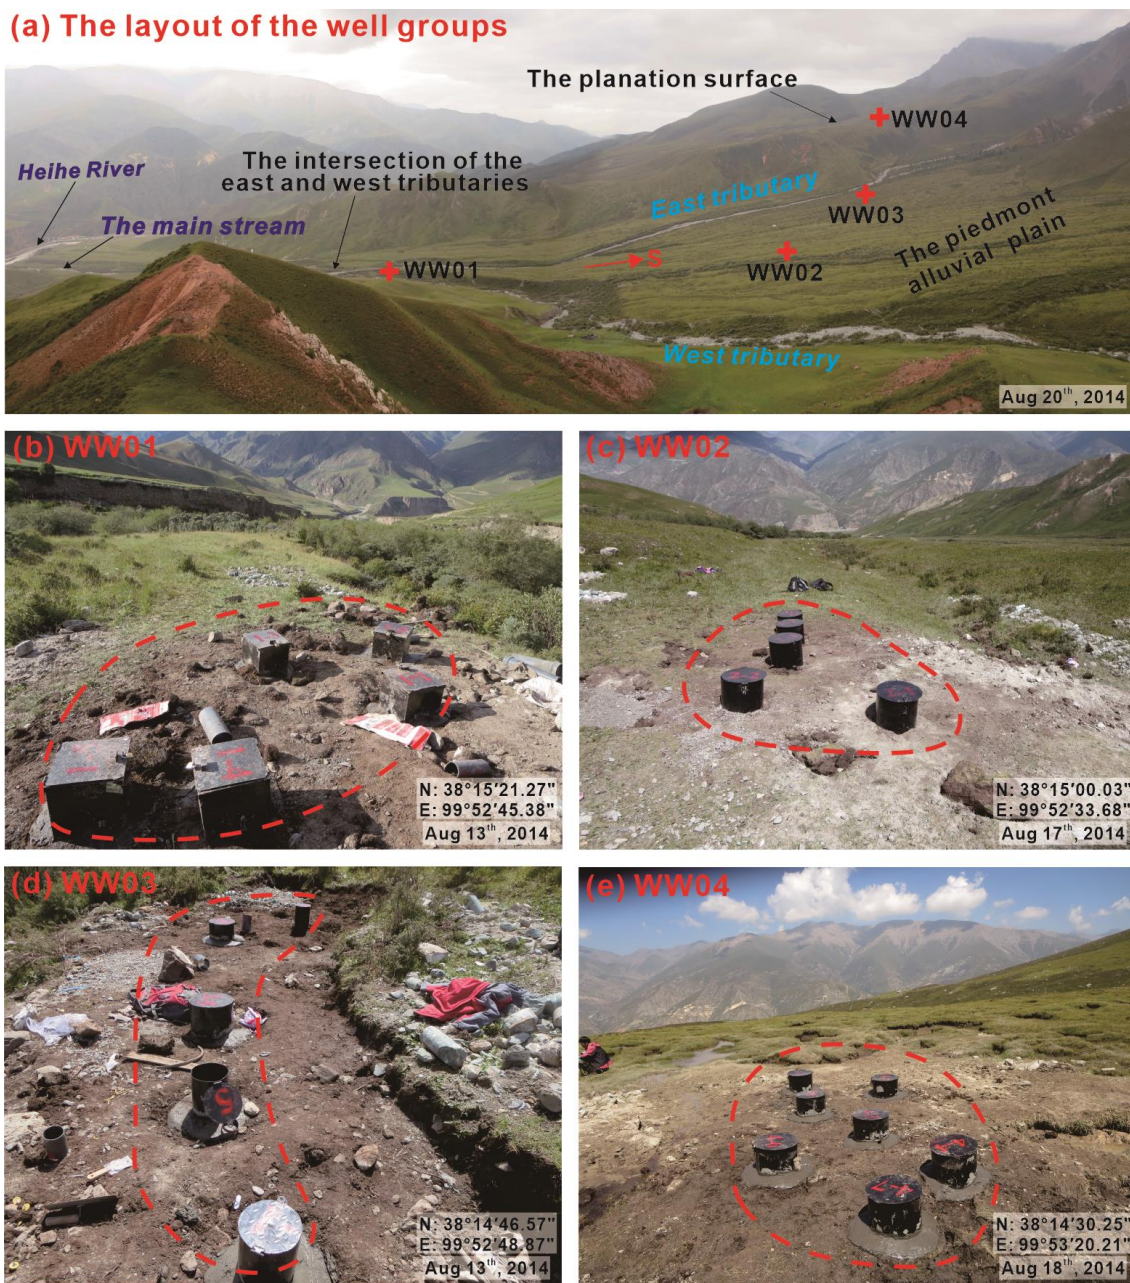 (a) The layout of the well groups
The planation surface
WW04
The intersection of the
east and west tributaries
Heihe River
East tributary
WW03
The main stream
The piedmont
alluvial plain
WW01
S
WW02
West tributary
Aug 20th, 2014
(b) WW01
N: 38°15'21.27"
E: 99°52'45.38"
Aug 13th, 2014
(c) WW02
N: 38°15'00.03"
E: 99°52'33.68"
Aug 17th, 2014
(d) WW03
5
N: 38°14'46.57"
E: 99°52'48.87"
Aug 13th, 2014
(e) WW04
N: 38°14'30.25"
E: 99°53'20.21"
Aug 18th, 2014